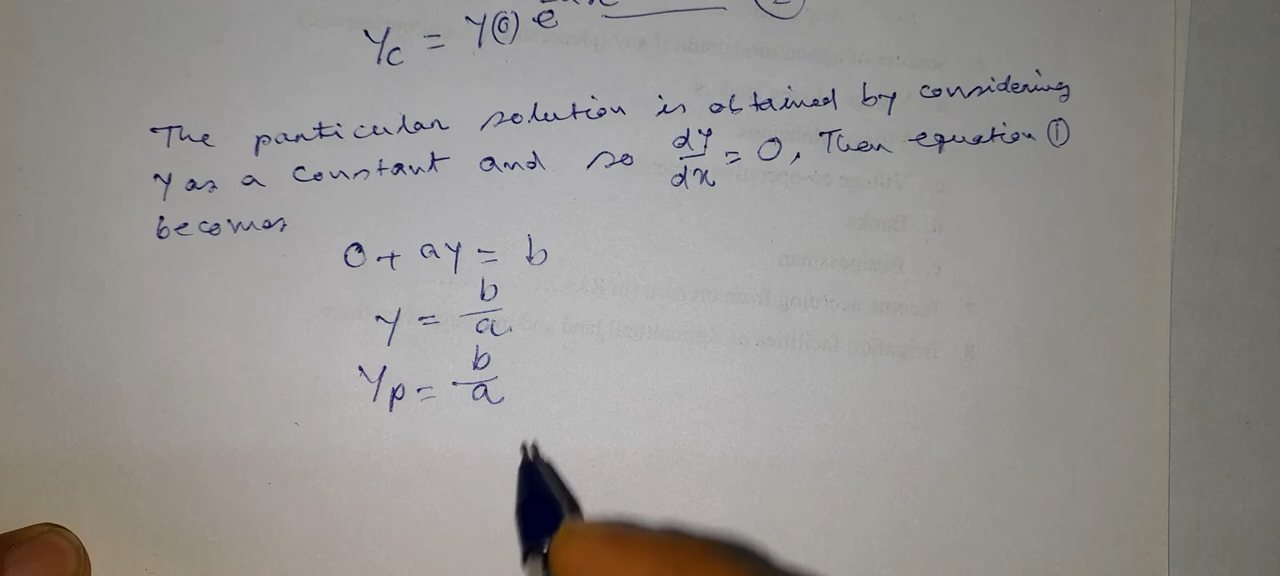 Yc = Y(0) e ——— 2
The particular solution is obtained by considering
Y as a constant and so dY/dx = 0, Then equation ①
becomes
0 + aY = b
Y = b/a
Yp = b/a